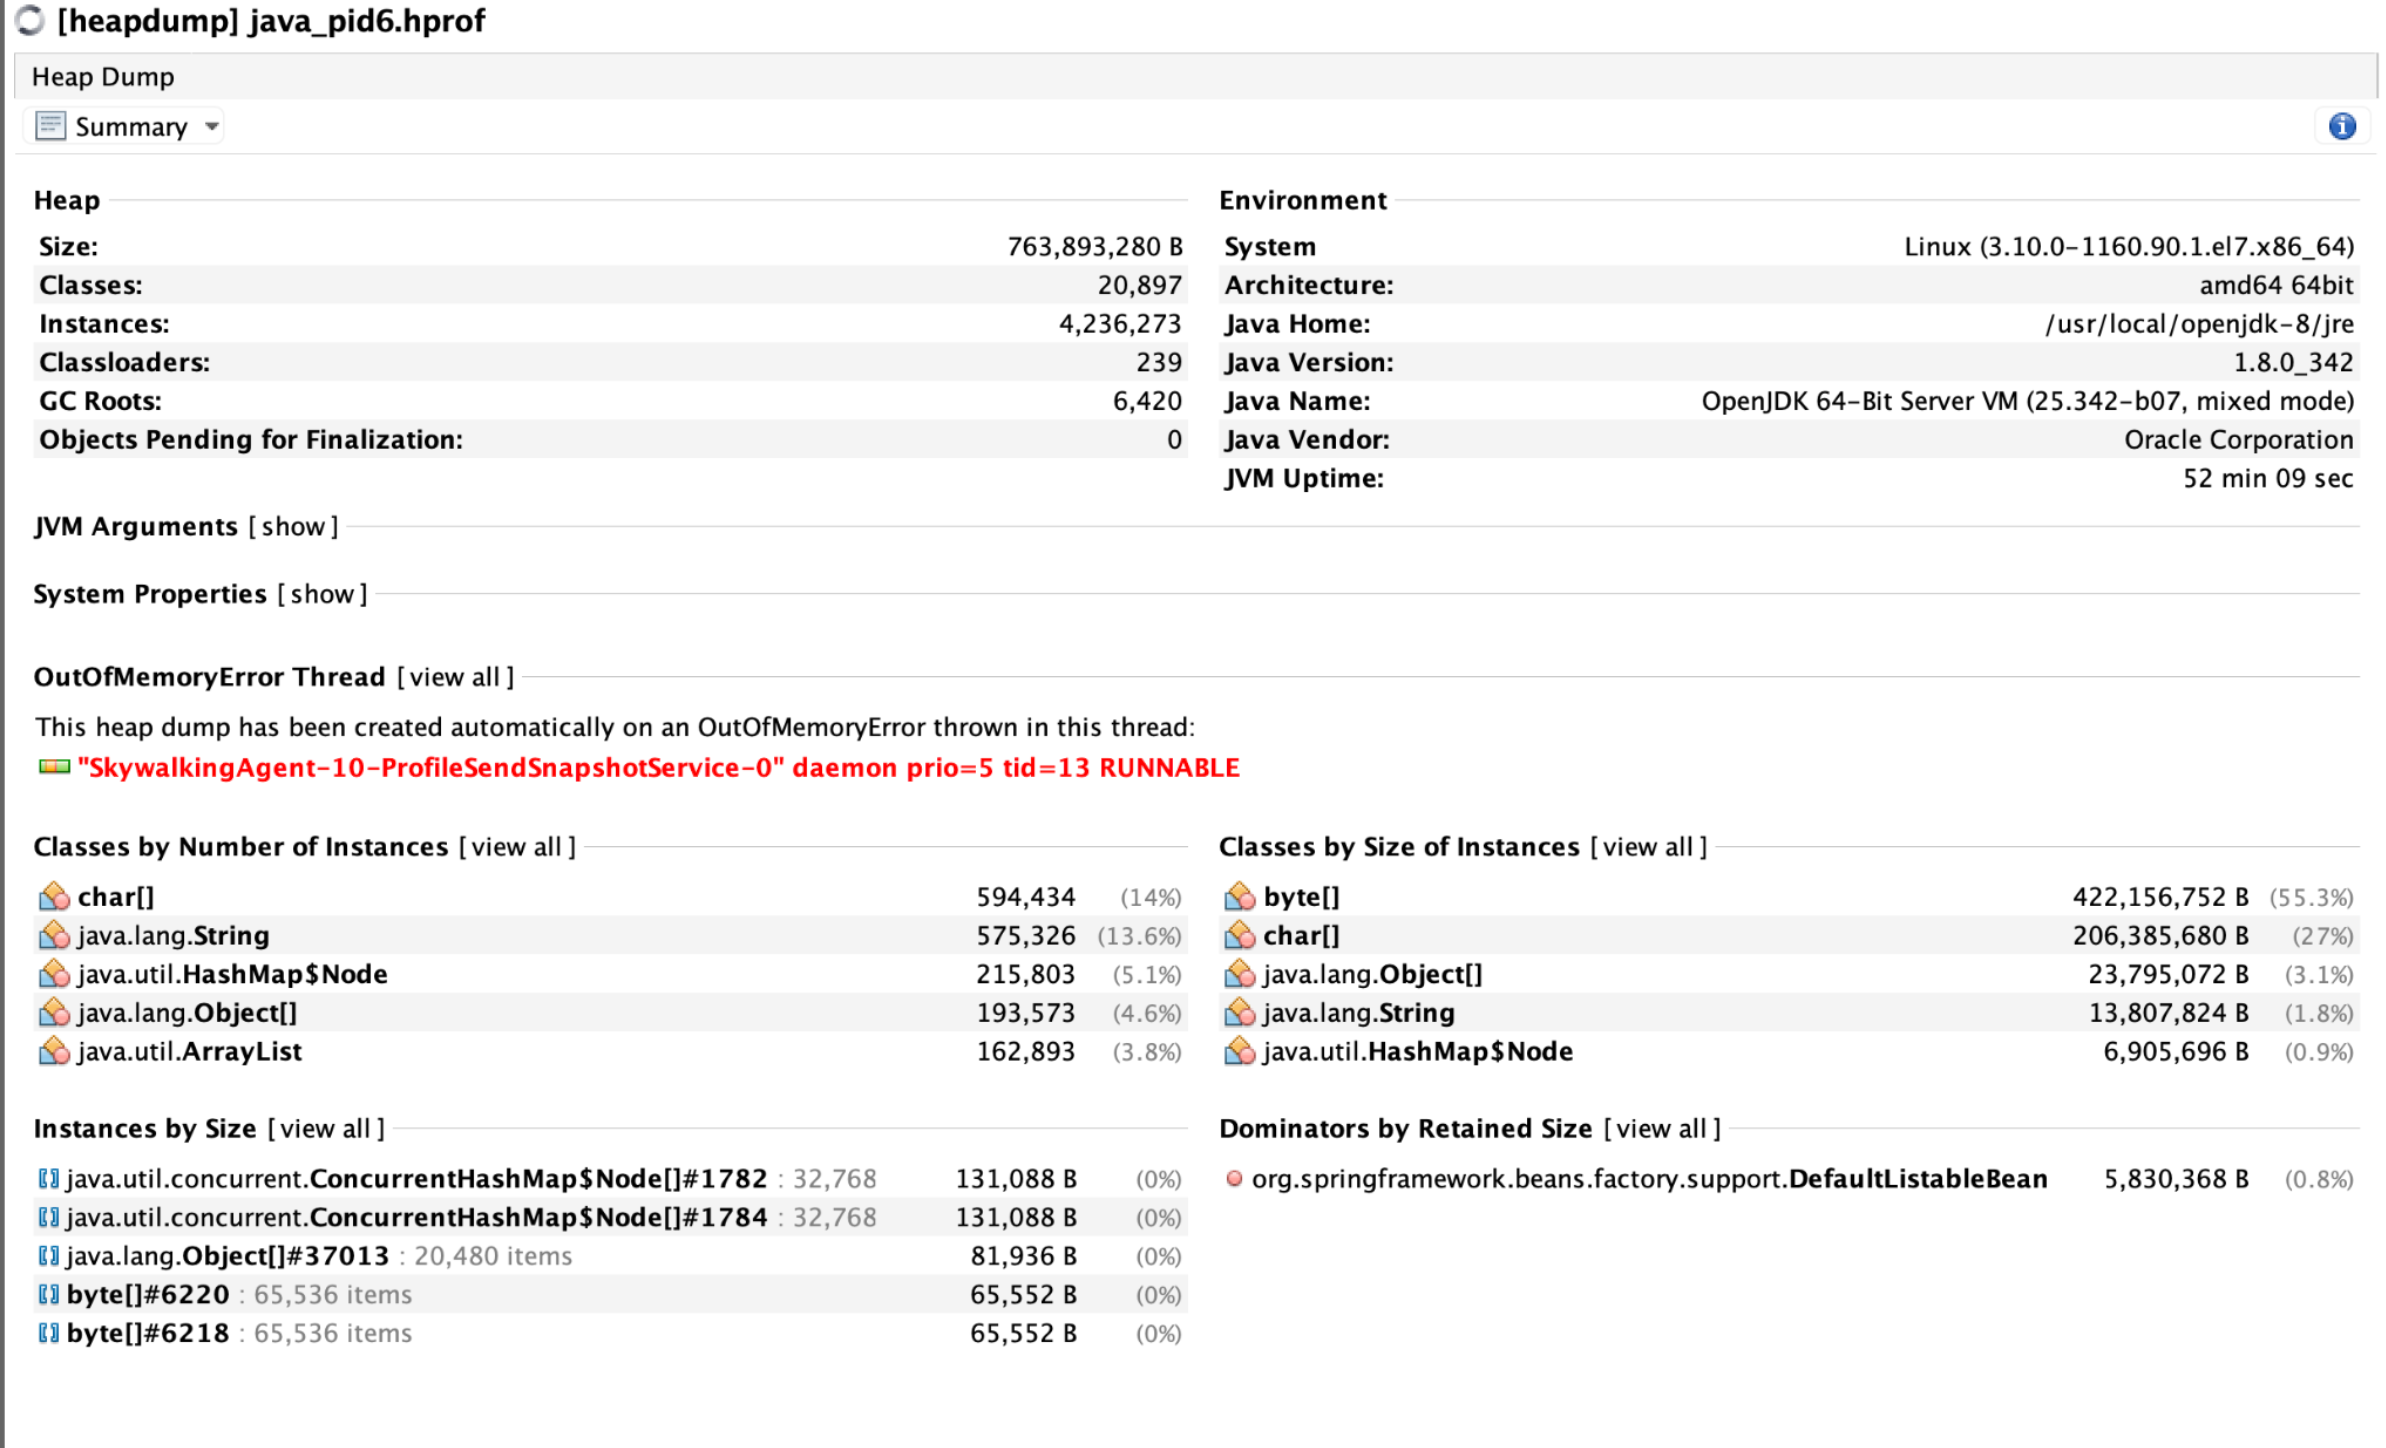 [heapdump] java_pid6.hprof
Heap Dump
Summary
Heap
Size: 763,893,280 B
Classes: 20,897
Instances: 4,236,273
Classloaders: 239
GC Roots: 6,420
Objects Pending for Finalization: 0
Environment
System Linux (3.10.0-1160.90.1.el7.x86_64)
Architecture: amd64 64bit
Java Home: /usr/local/openjdk-8/jre
Java Version: 1.8.0_342
Java Name: OpenJDK 64-Bit Server VM (25.342-b07, mixed mode)
Java Vendor: Oracle Corporation
JVM Uptime: 52 min 09 sec
JVM Arguments [show]
System Properties [show]
OutOfMemoryError Thread [view all]
This heap dump has been created automatically on an OutOfMemoryError thrown in this thread:
"SkywalkingAgent-10-ProfileSendSnapshotService-0" daemon prio=5 tid=13 RUNNABLE
Classes by Number of Instances [view all]
char[] 594,434 (14%)
java.lang.String 575,326 (13.6%)
java.util.HashMap$Node 215,803 (5.1%)
java.lang.Object[] 193,573 (4.6%)
java.util.ArrayList 162,893 (3.8%)
Classes by Size of Instances [view all]
byte[] 422,156,752 B (55.3%)
char[] 206,385,680 B (27%)
java.lang.Object[] 23,795,072 B (3.1%)
java.lang.String 13,807,824 B (1.8%)
java.util.HashMap$Node 6,905,696 B (0.9%)
Instances by Size [view all]
java.util.concurrent.ConcurrentHashMap$Node[]#1782 : 32,768 131,088 B (0%)
java.util.concurrent.ConcurrentHashMap$Node[]#1784 : 32,768 131,088 B (0%)
java.lang.Object[]#37013 : 20,480 items 81,936 B (0%)
byte[]#6220 : 65,536 items 65,552 B (0%)
byte[]#6218 : 65,536 items 65,552 B (0%)
Dominators by Retained Size [view all]
org.springframework.beans.factory.support.DefaultListableBean 5,830,368 B (0.8%)